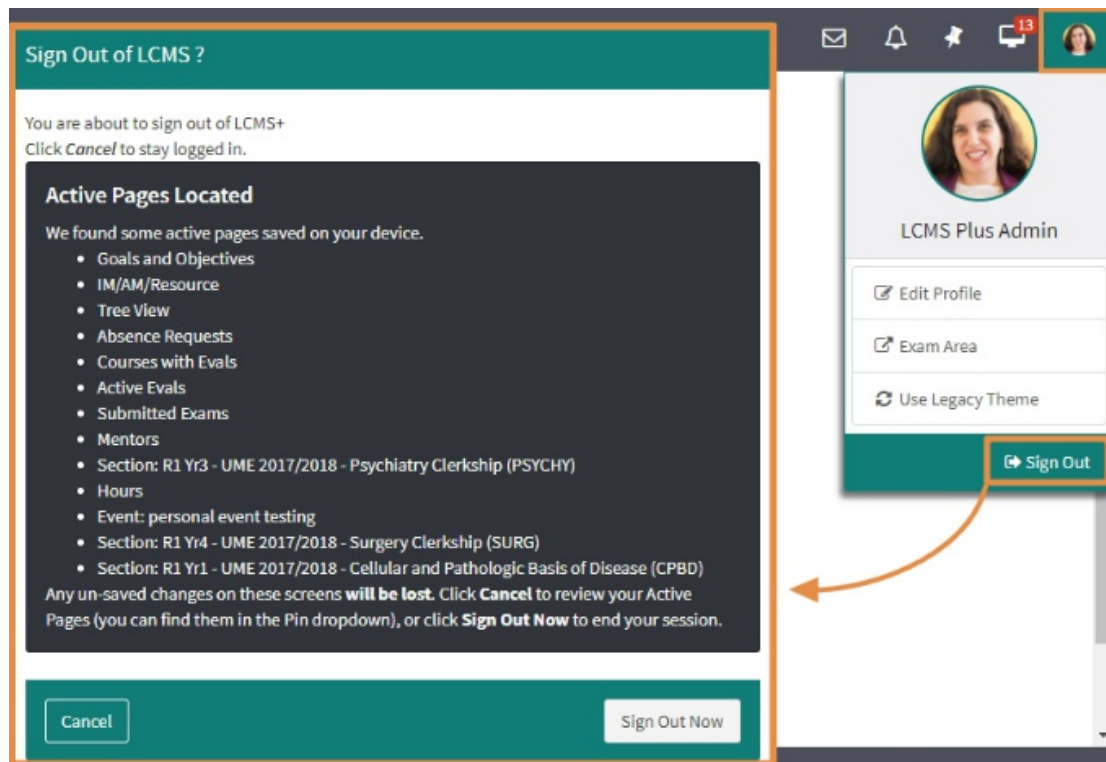 Sign Out of LCMS ?
You are about to sign out of LCMS+
Click Cancel to stay logged in.
Active Pages Located
We found some active pages saved on your device.
• Goals and Objectives
• IM/AM/Resource
• Tree View
• Absence Requests
• Courses with Evals
• Active Evals
• Submitted Exams
• Mentors
• Section: R1 Yr3 - UME 2017/2018 - Psychiatry Clerkship (PSYCHY)
• Hours
• Event: personal event testing
• Section: R1 Yr4 - UME 2017/2018 - Surgery Clerkship (SURG)
• Section: R1 Yr1 - UME 2017/2018 - Cellular and Pathologic Basis of Disease (CPBD)
Any un-saved changes on these screens will be lost. Click Cancel to review your Active
Pages (you can find them in the Pin dropdown), or click Sign Out Now to end your session.
Cancel
Sign Out Now
13
LCMS Plus Admin
Edit Profile
Exam Area
Use Legacy Theme
Sign Out